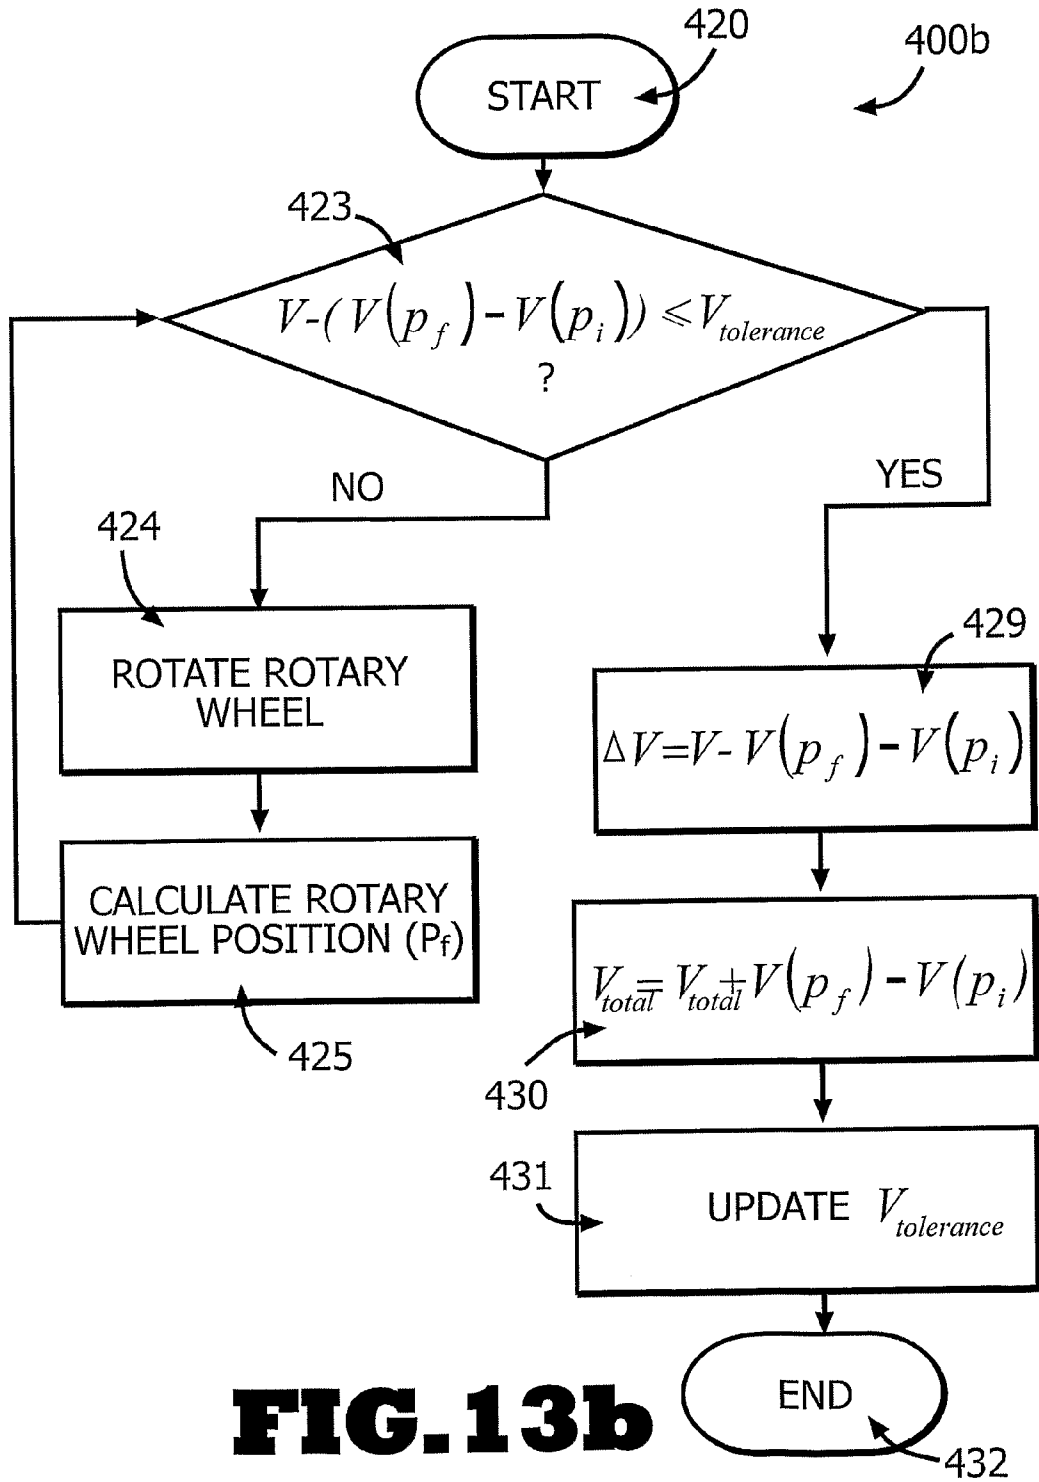 420
400b
START
423
V-( V(p_f) - V(p_i)) ⩽ V_tolerance
?
NO
YES
424
429
ROTATE ROTARY
WHEEL
ΔV=V- V(p_f) - V(p_i)
CALCULATE ROTARY
WHEEL POSITION (P_f)
V_total = V_total + V(p_f) - V(p_i)
425
430
431
UPDATE V_tolerance
END
FIG.13b
432